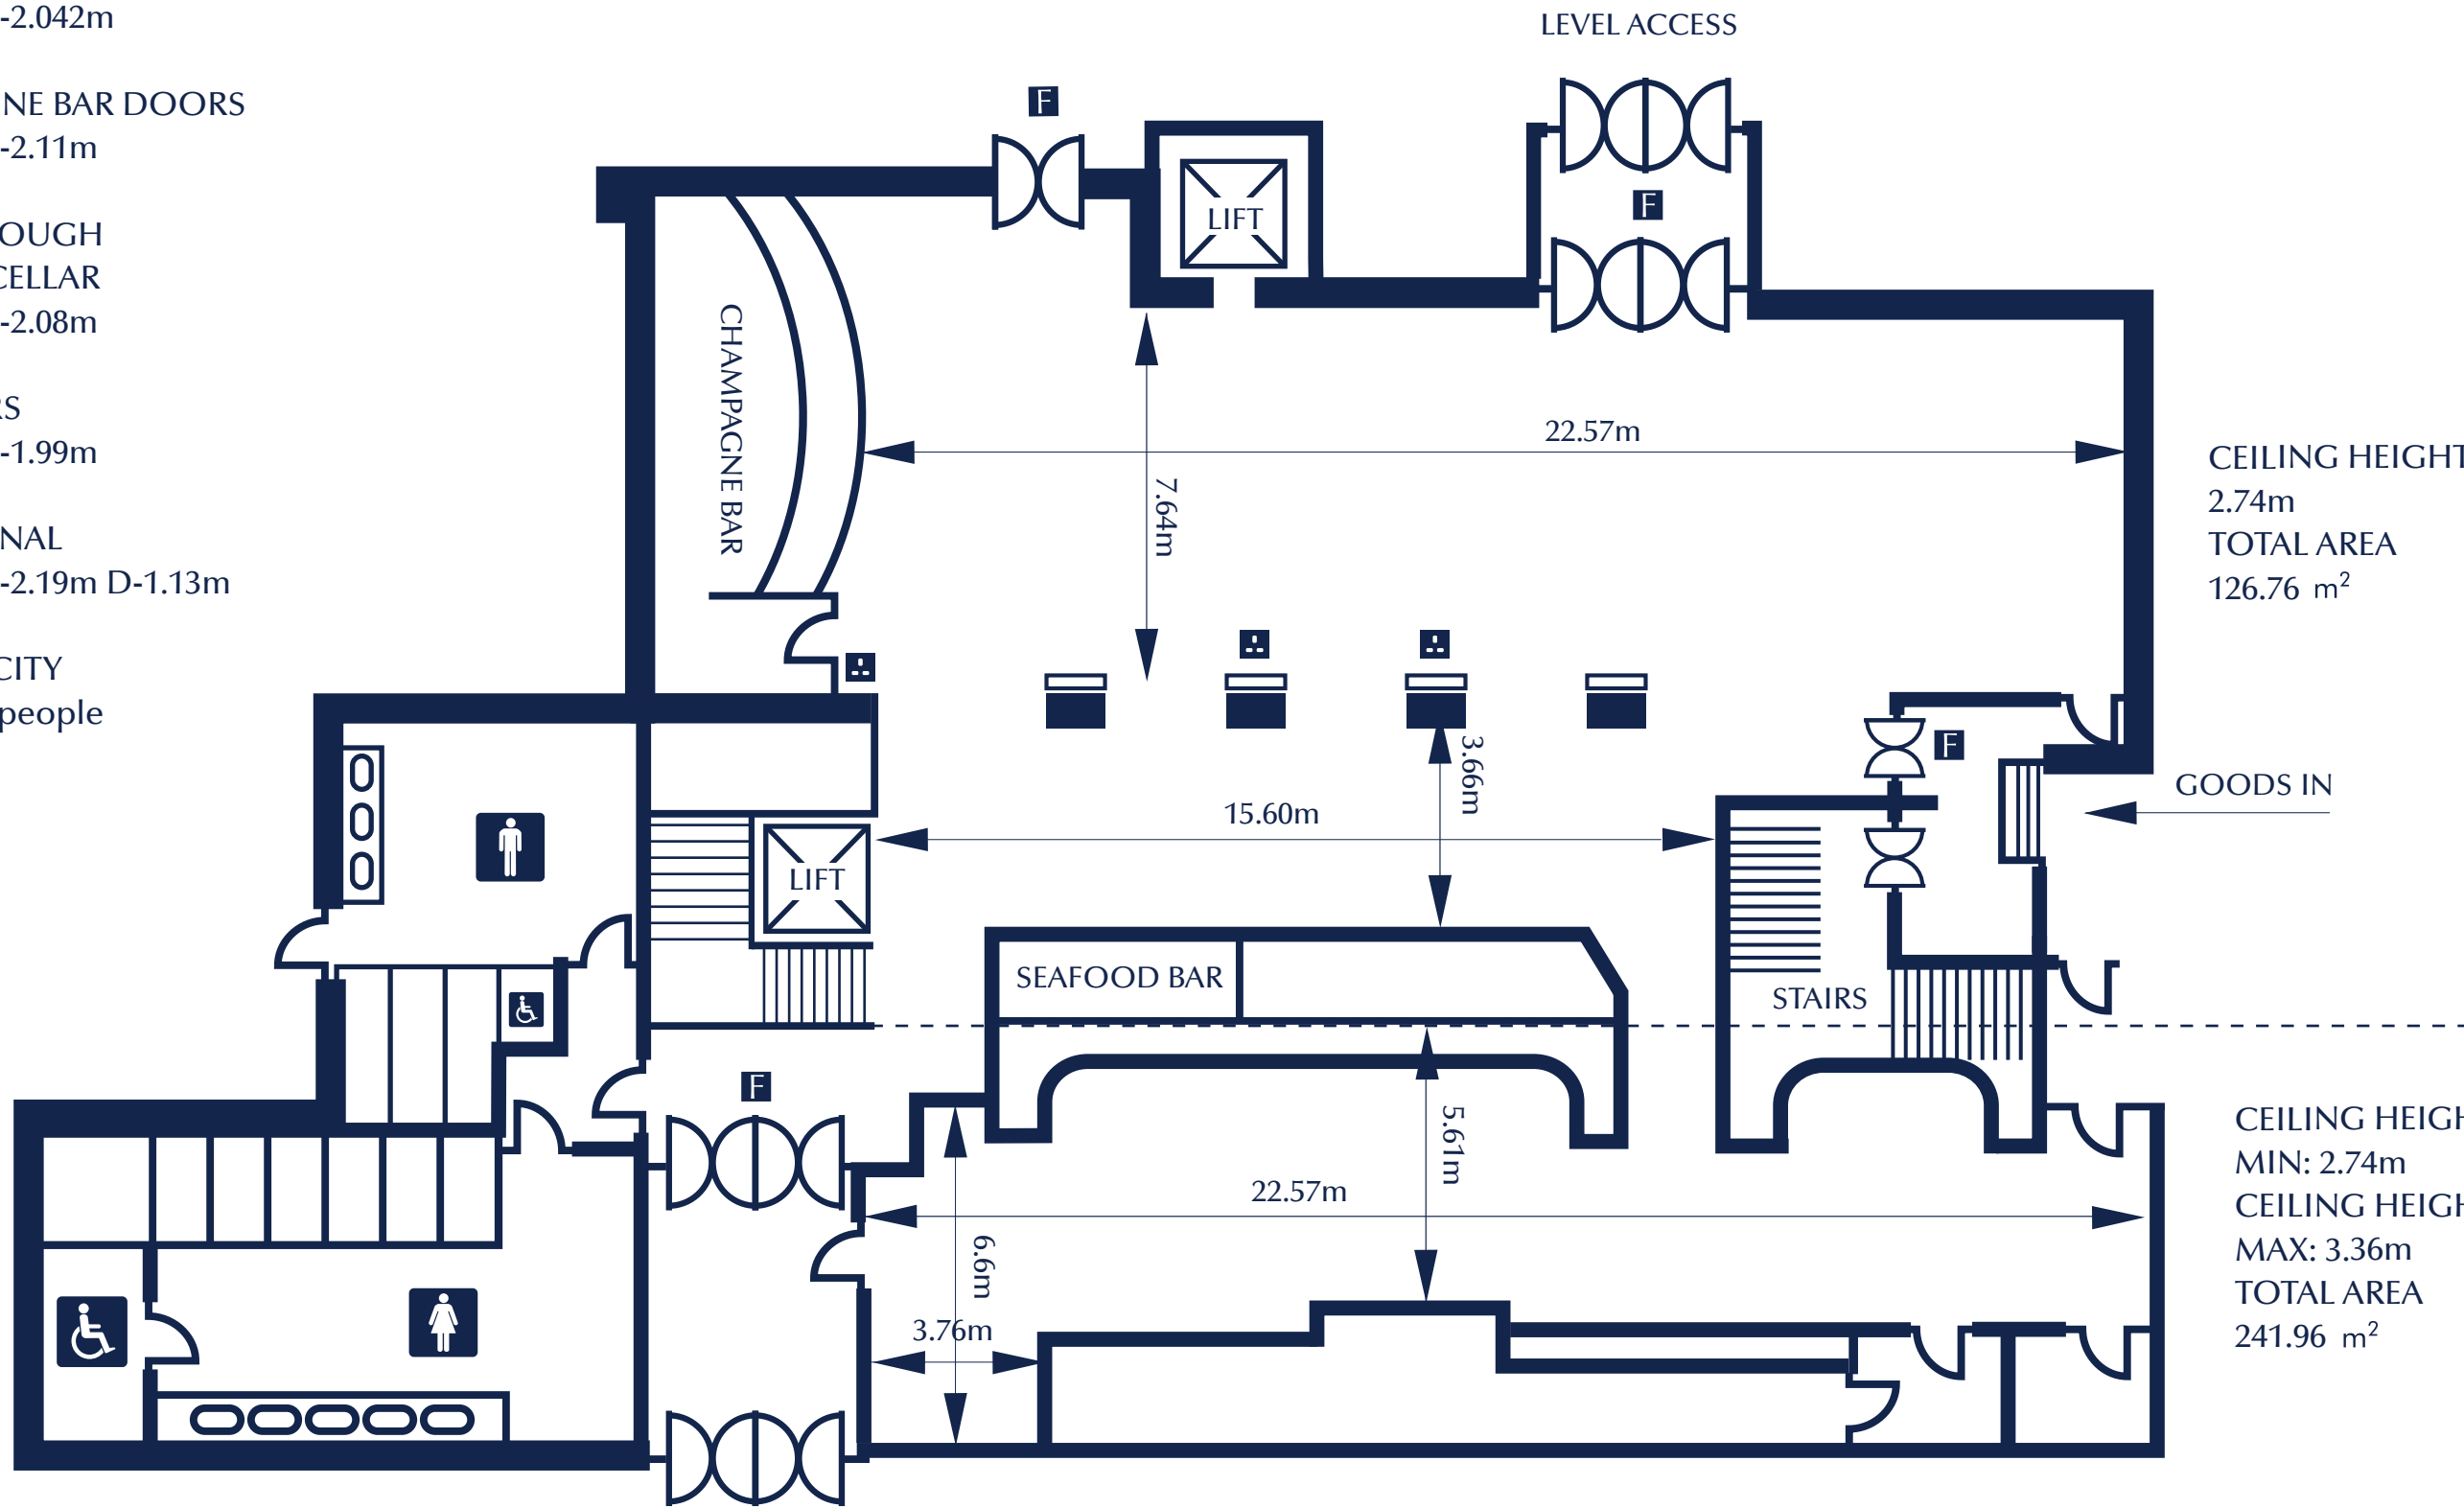 -2.042m
NE BAR DOORS
-2.11m
OUGH
CELLAR
-2.08m
RS
-1.99m
NAL
-2.19m D-1.13m
CITY
people
LEVEL ACCESS
F
F
LIFT
CHAMPAGNE BAR
22.57m
7.64m
CEILING HEIGHT
2.74m
TOTAL AREA
126.76 m²
F
3.66m
GOODS IN
15.60m
LIFT
SEAFOOD BAR
STAIRS
F
5.61m
22.57m
6.6m
3.76m
CEILING HEIGH
MIN: 2.74m
CEILING HEIGH
MAX: 3.36m
TOTAL AREA
241.96 m²